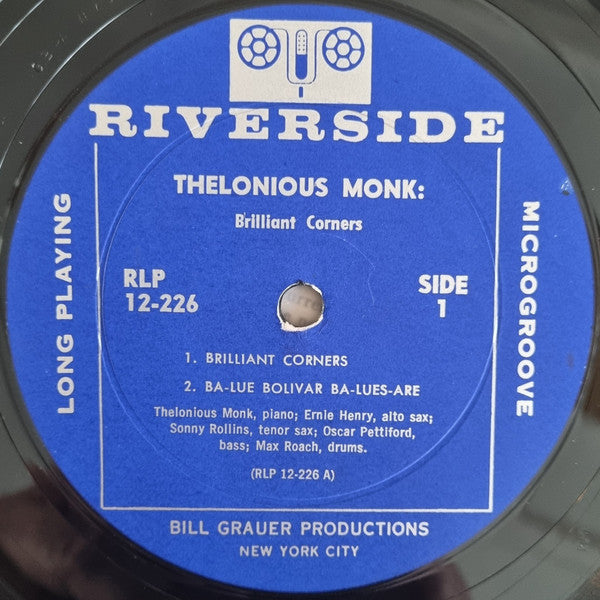 RIVERSIDE
THELONIOUS MONK:
Brilliant Corners
LONG PLAYING
MICROGROOVE
RLP
12-226
SIDE
1
1. BRILLIANT CORNERS
2. BA-LUE BOLIVAR BA-LUES-ARE
Thelonious Monk, piano; Ernie Henry, alto sax;
Sonny Rollins, tenor sax; Oscar Pettiford,
bass; Max Roach, drums.
(RLP 12-226 A)
BILL GRAUER PRODUCTIONS
NEW YORK CITY